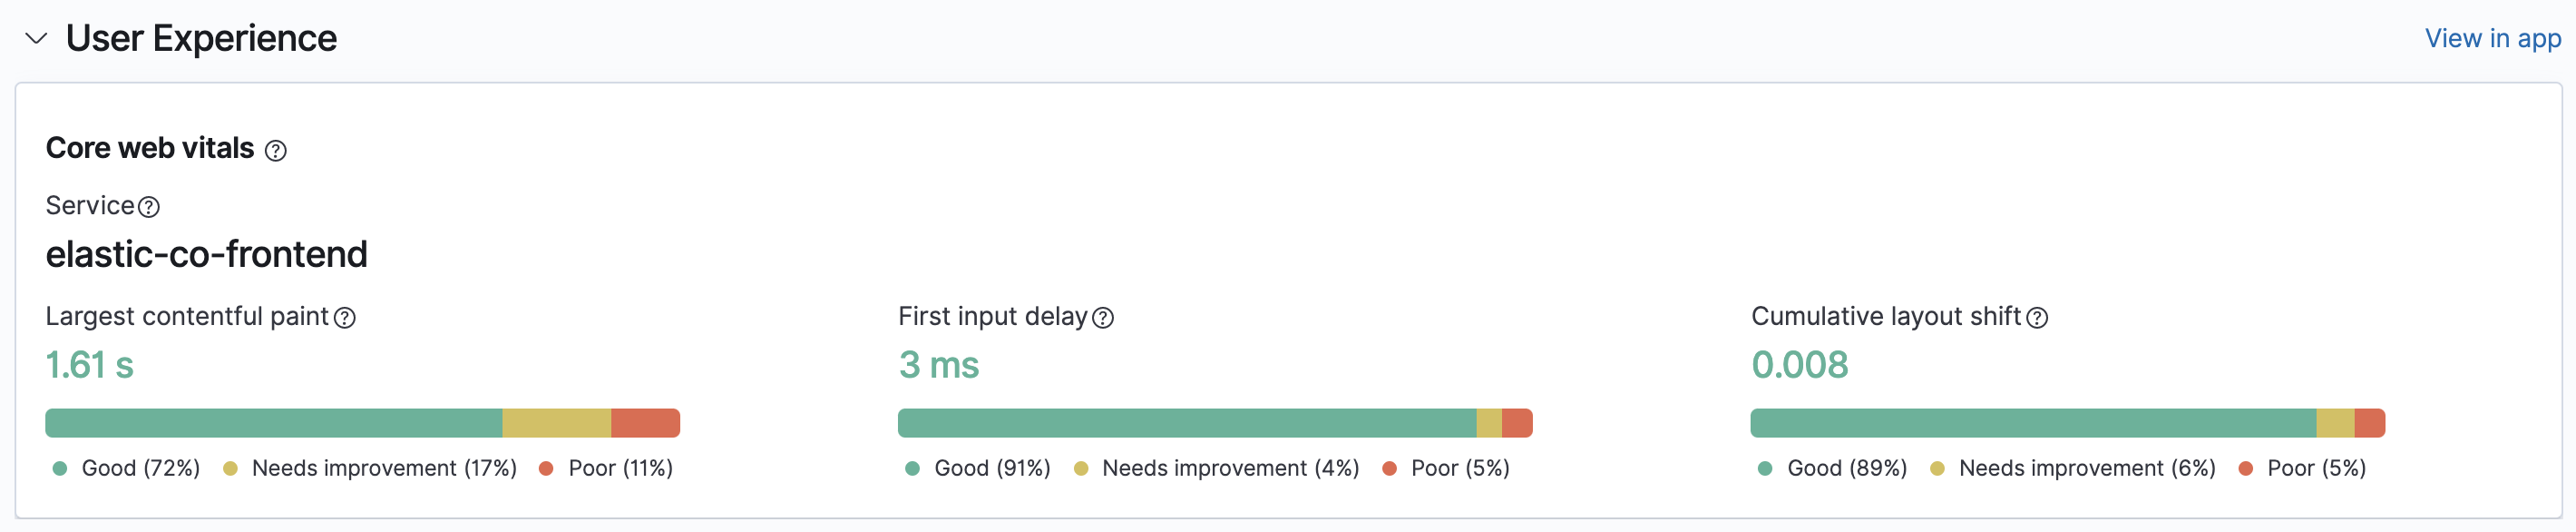 User Experience
View in app
Core web vitals
Service
elastic-co-frontend
Largest contentful paint
1.61 s
Good (72%) Needs improvement (17%) Poor (11%)
First input delay
3 ms
Good (91%) Needs improvement (4%) Poor (5%)
Cumulative layout shift
0.008
Good (89%) Needs improvement (6%) Poor (5%)